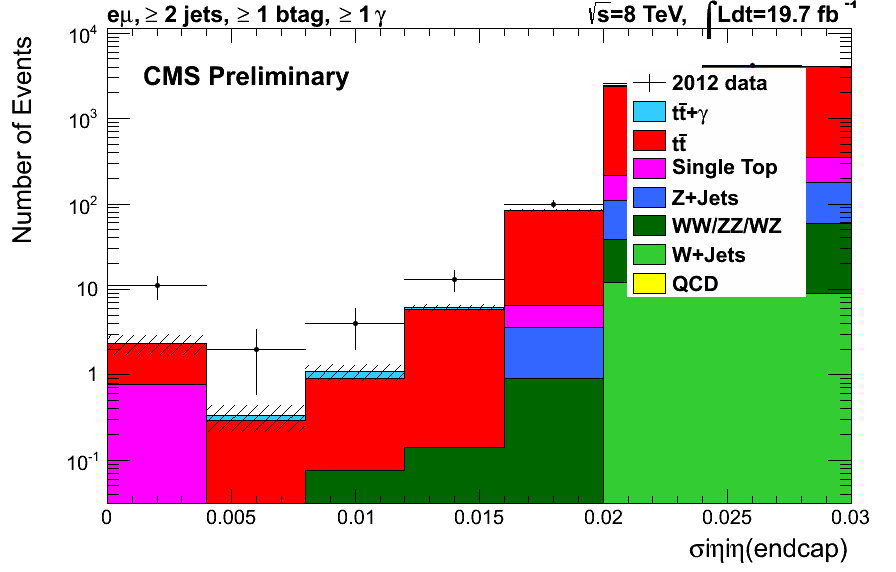 eμ, ≥ 2 jets, ≥ 1 btag, ≥ 1 γ √s=8 TeV, ∫Ldt=19.7 fb⁻¹
Number of Events
10⁴
10³
10²
10
1
10⁻¹
CMS Preliminary
2012 data
tt̄+γ
tt̄
Single Top
Z+Jets
WW/ZZ/WZ
W+Jets
QCD
0 0.005 0.01 0.015 0.02 0.025 0.03
σiηiη(endcap)